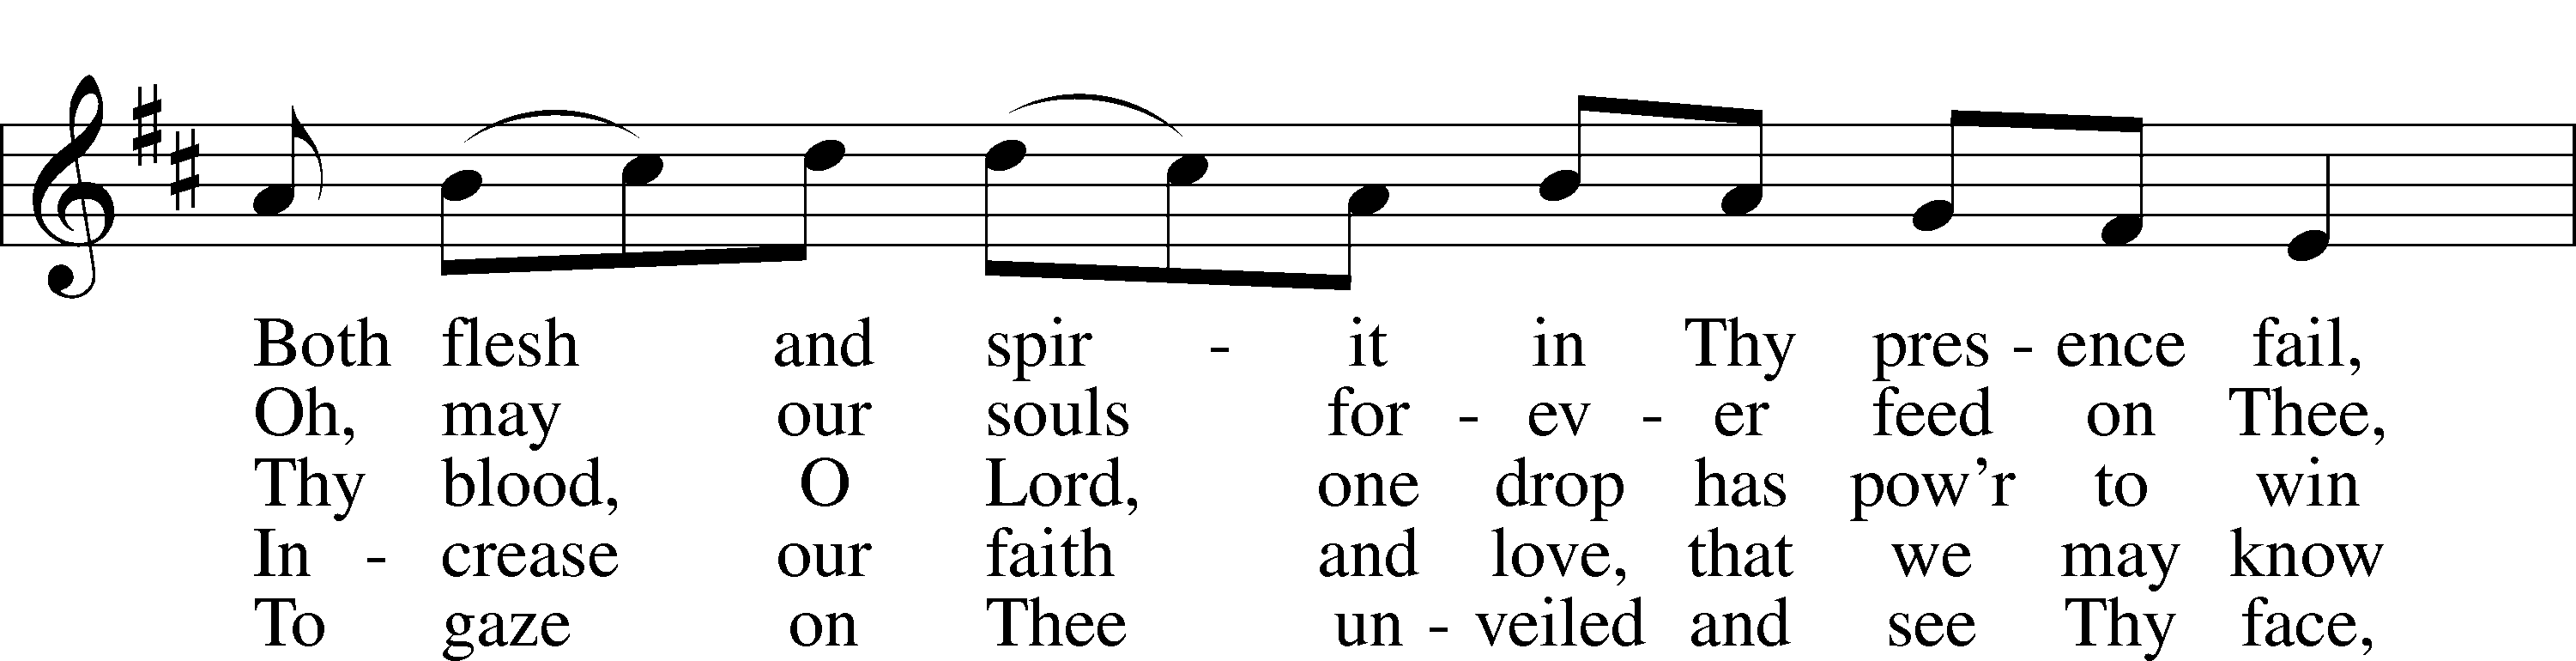 Both flesh and spir - it in Thy pres - ence fail,
Oh, may our souls for - ev - er feed on Thee,
Thy blood, O Lord, one drop has pow’r to win
In - crease our faith and love, that we may know
To gaze on Thee un - veiled and see Thy face,